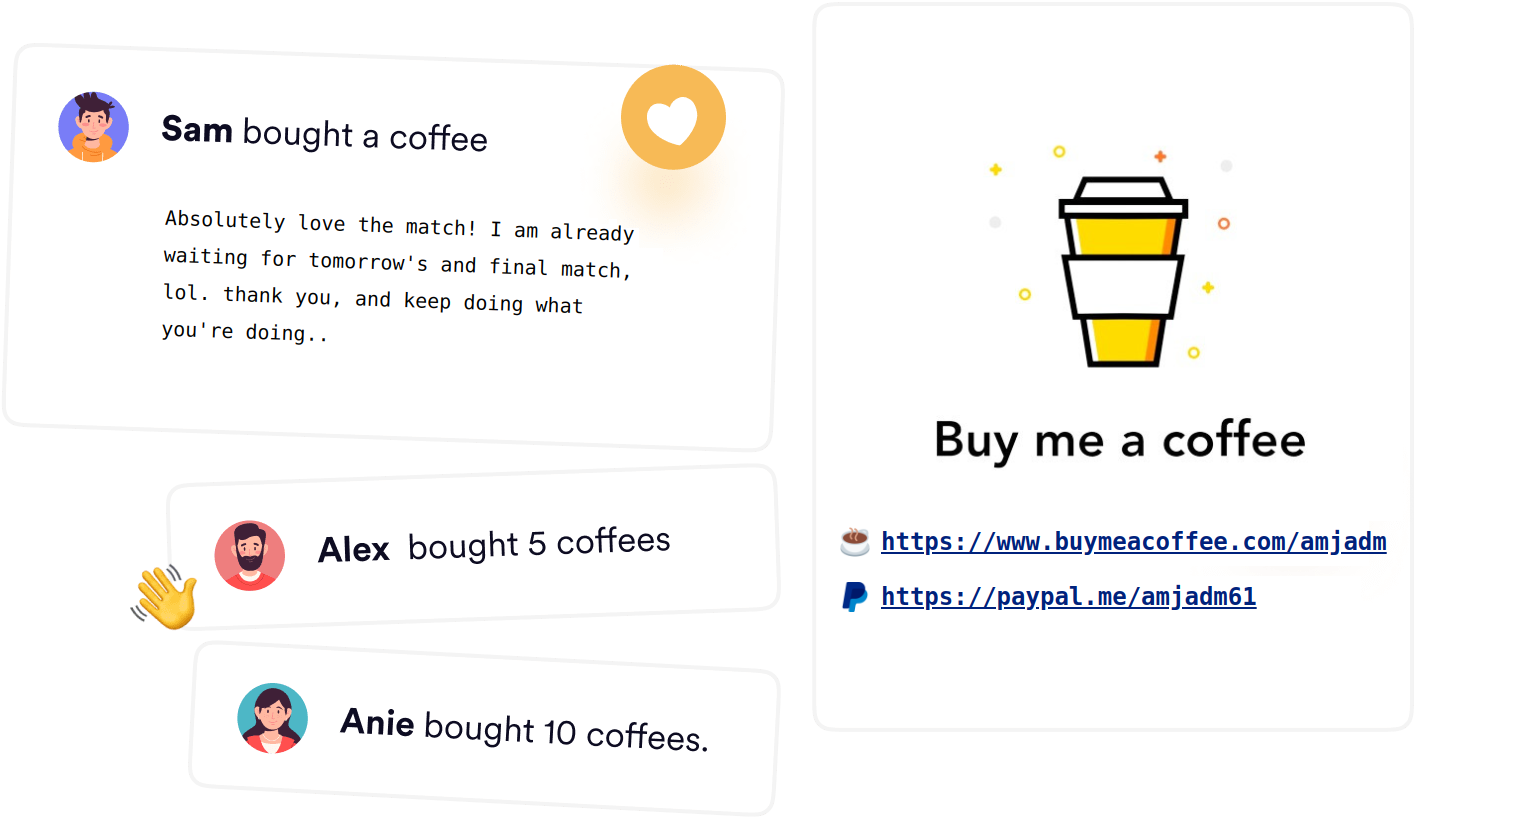 Sam bought a coffee
Absolutely love the match! I am already
waiting for tomorrow's and final match,
lol. thank you, and keep doing what
you're doing..
Alex bought 5 coffees
Anie bought 10 coffees.
Buy me a coffee
https://www.buymeacoffee.com/amjadm
https://paypal.me/amjadm61